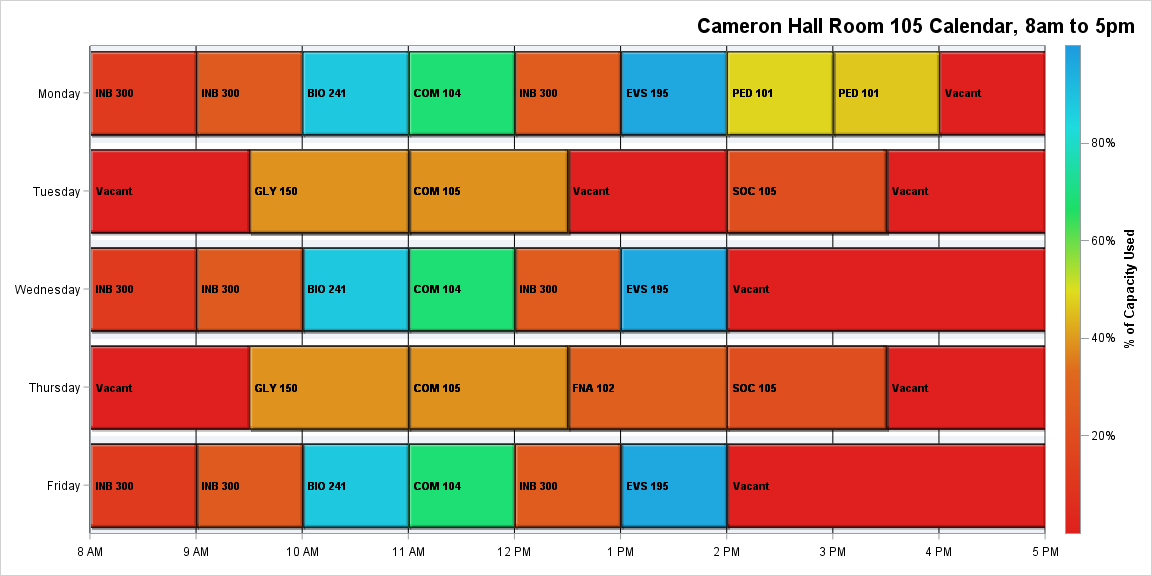 Cameron Hall Room 105 Calendar, 8am to 5pm
Monday
INB 300
INB 300
BIO 241
COM 104
INB 300
EVS 195
PED 101
PED 101
Vacant
Tuesday
Vacant
GLY 150
COM 105
Vacant
SOC 105
Vacant
Wednesday
INB 300
INB 300
BIO 241
COM 104
INB 300
EVS 195
Vacant
Thursday
Vacant
GLY 150
COM 105
FNA 102
SOC 105
Vacant
Friday
INB 300
INB 300
BIO 241
COM 104
INB 300
EVS 195
Vacant
8 AM
9 AM
10 AM
11 AM
12 PM
1 PM
2 PM
3 PM
4 PM
5 PM
80%
60%
40%
20%
% of Capacity Used